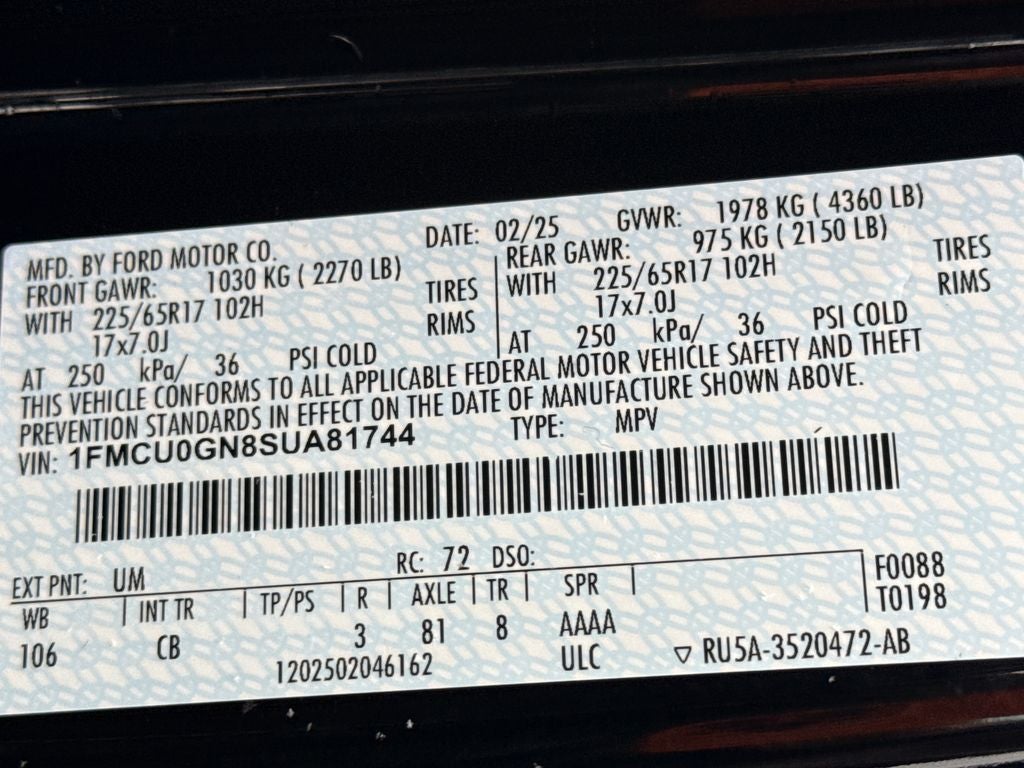 MFD. BY FORD MOTOR CO. DATE: 02/25 GVWR: 1978 KG ( 4360 LB)
FRONT GAWR: 1030 KG ( 2270 LB) REAR GAWR: 975 KG ( 2150 LB)
WITH 225/65R17 102H TIRES WITH 225/65R17 102H TIRES
17x7.0J RIMS 17x7.0J RIMS
AT 250 kPa/ 36 PSI COLD AT 250 kPa/ 36 PSI COLD
THIS VEHICLE CONFORMS TO ALL APPLICABLE FEDERAL MOTOR VEHICLE SAFETY AND THEFT
PREVENTION STANDARDS IN EFFECT ON THE DATE OF MANUFACTURE SHOWN ABOVE.
VIN: 1FMCU0GN8SUA81744 TYPE: MPV
EXT PNT: UM RC: 72 DSO:
WB INT TR TP/PS R AXLE TR SPR F0088
106 CB 3 81 8 AAAA T0198
1202502046162 ULC ▽ RU5A-3520472-AB